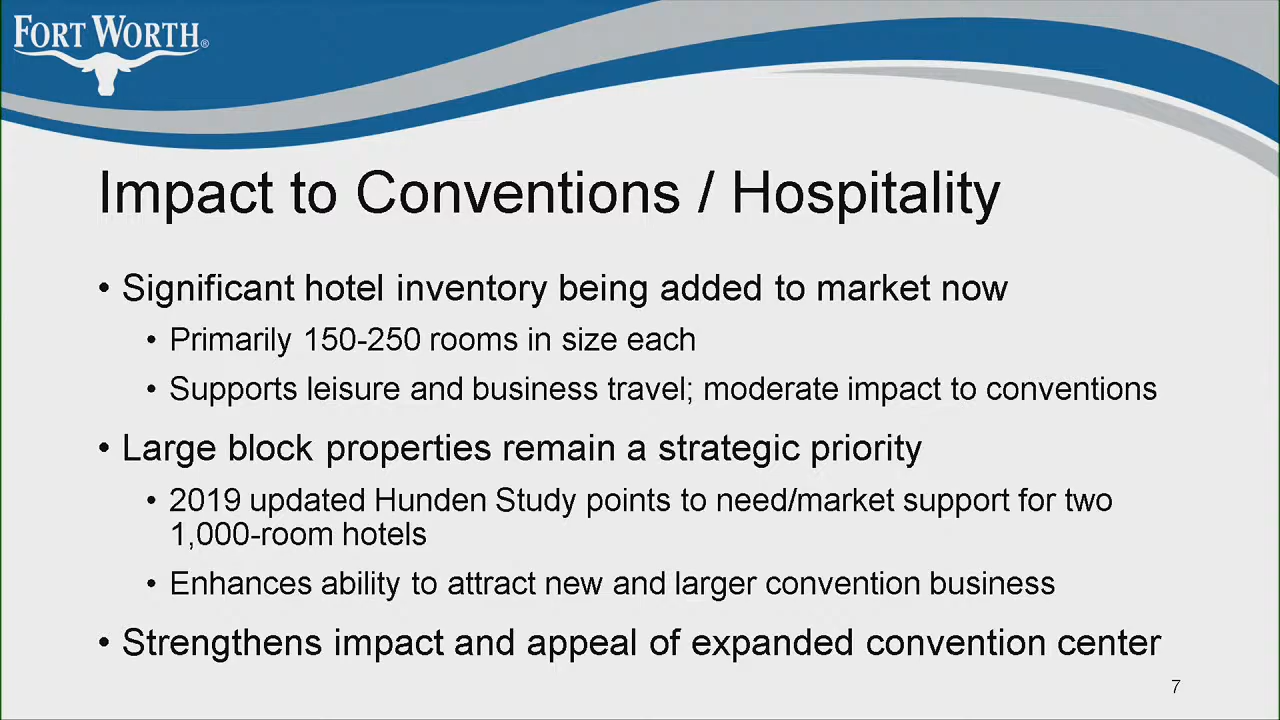 FORT WORTH®
Impact to Conventions / Hospitality
• Significant hotel inventory being added to market now
• Primarily 150-250 rooms in size each
• Supports leisure and business travel; moderate impact to conventions
• Large block properties remain a strategic priority
• 2019 updated Hunden Study points to need/market support for two
1,000-room hotels
• Enhances ability to attract new and larger convention business
• Strengthens impact and appeal of expanded convention center
7